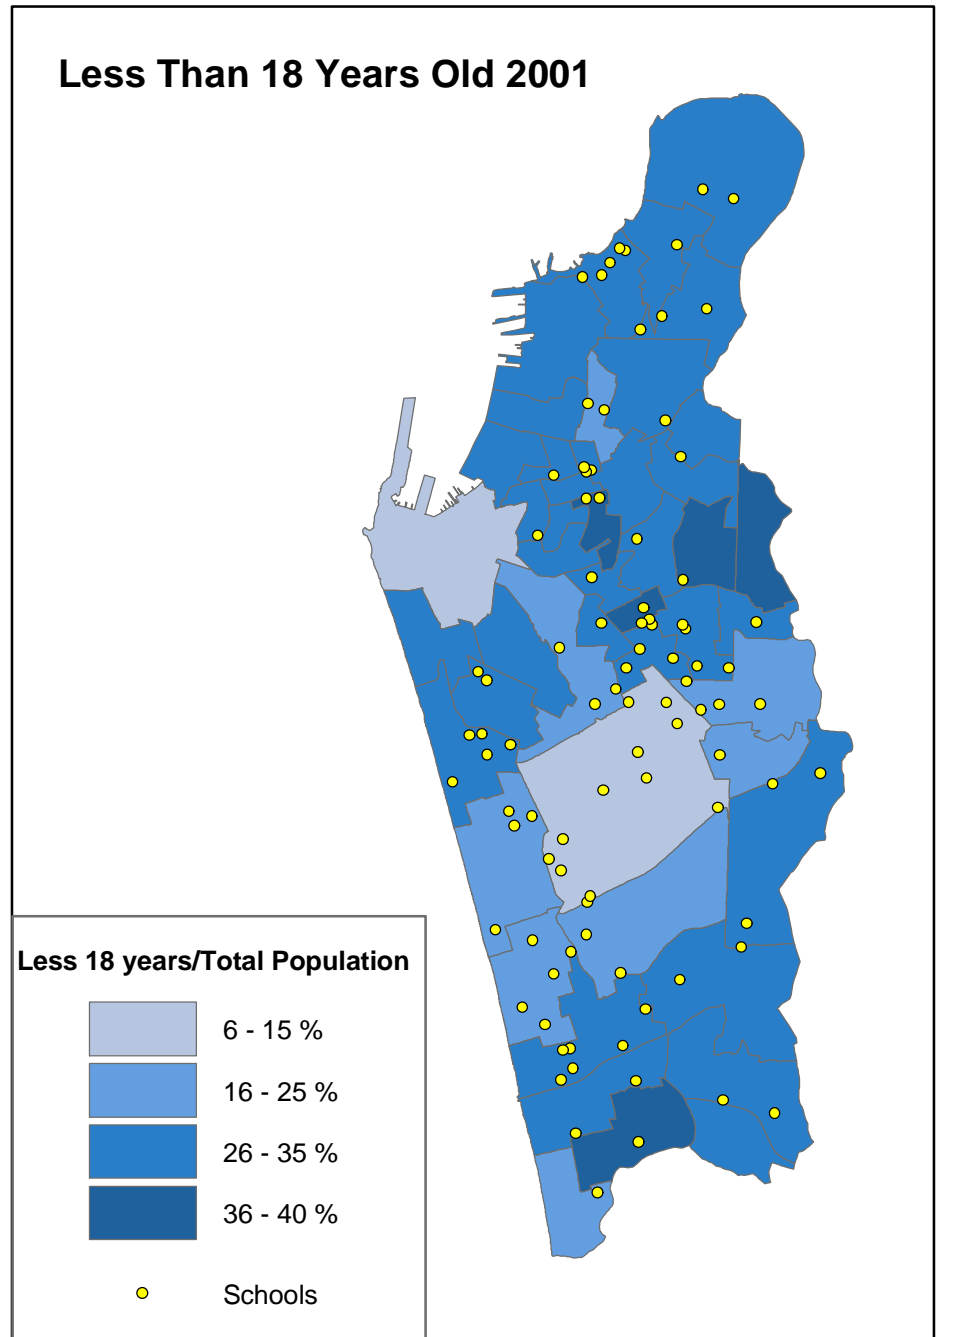 Less Than 18 Years Old 2001
Less 18 years/Total Population
6 - 15 %
16 - 25 %
26 - 35 %
36 - 40 %
Schools